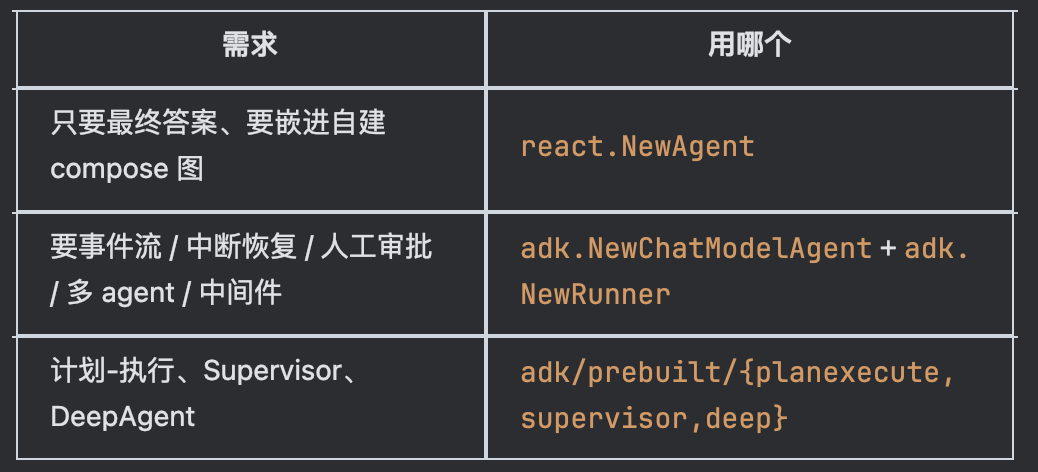 需求
用哪个
只要最终答案、要嵌进自建
compose 图
react.NewAgent
要事件流 / 中断恢复 / 人工审批
/ 多 agent / 中间件
adk.NewChatModelAgent + adk.
NewRunner
计划-执行、Supervisor、
DeepAgent
adk/prebuilt/{planexecute,
supervisor,deep}